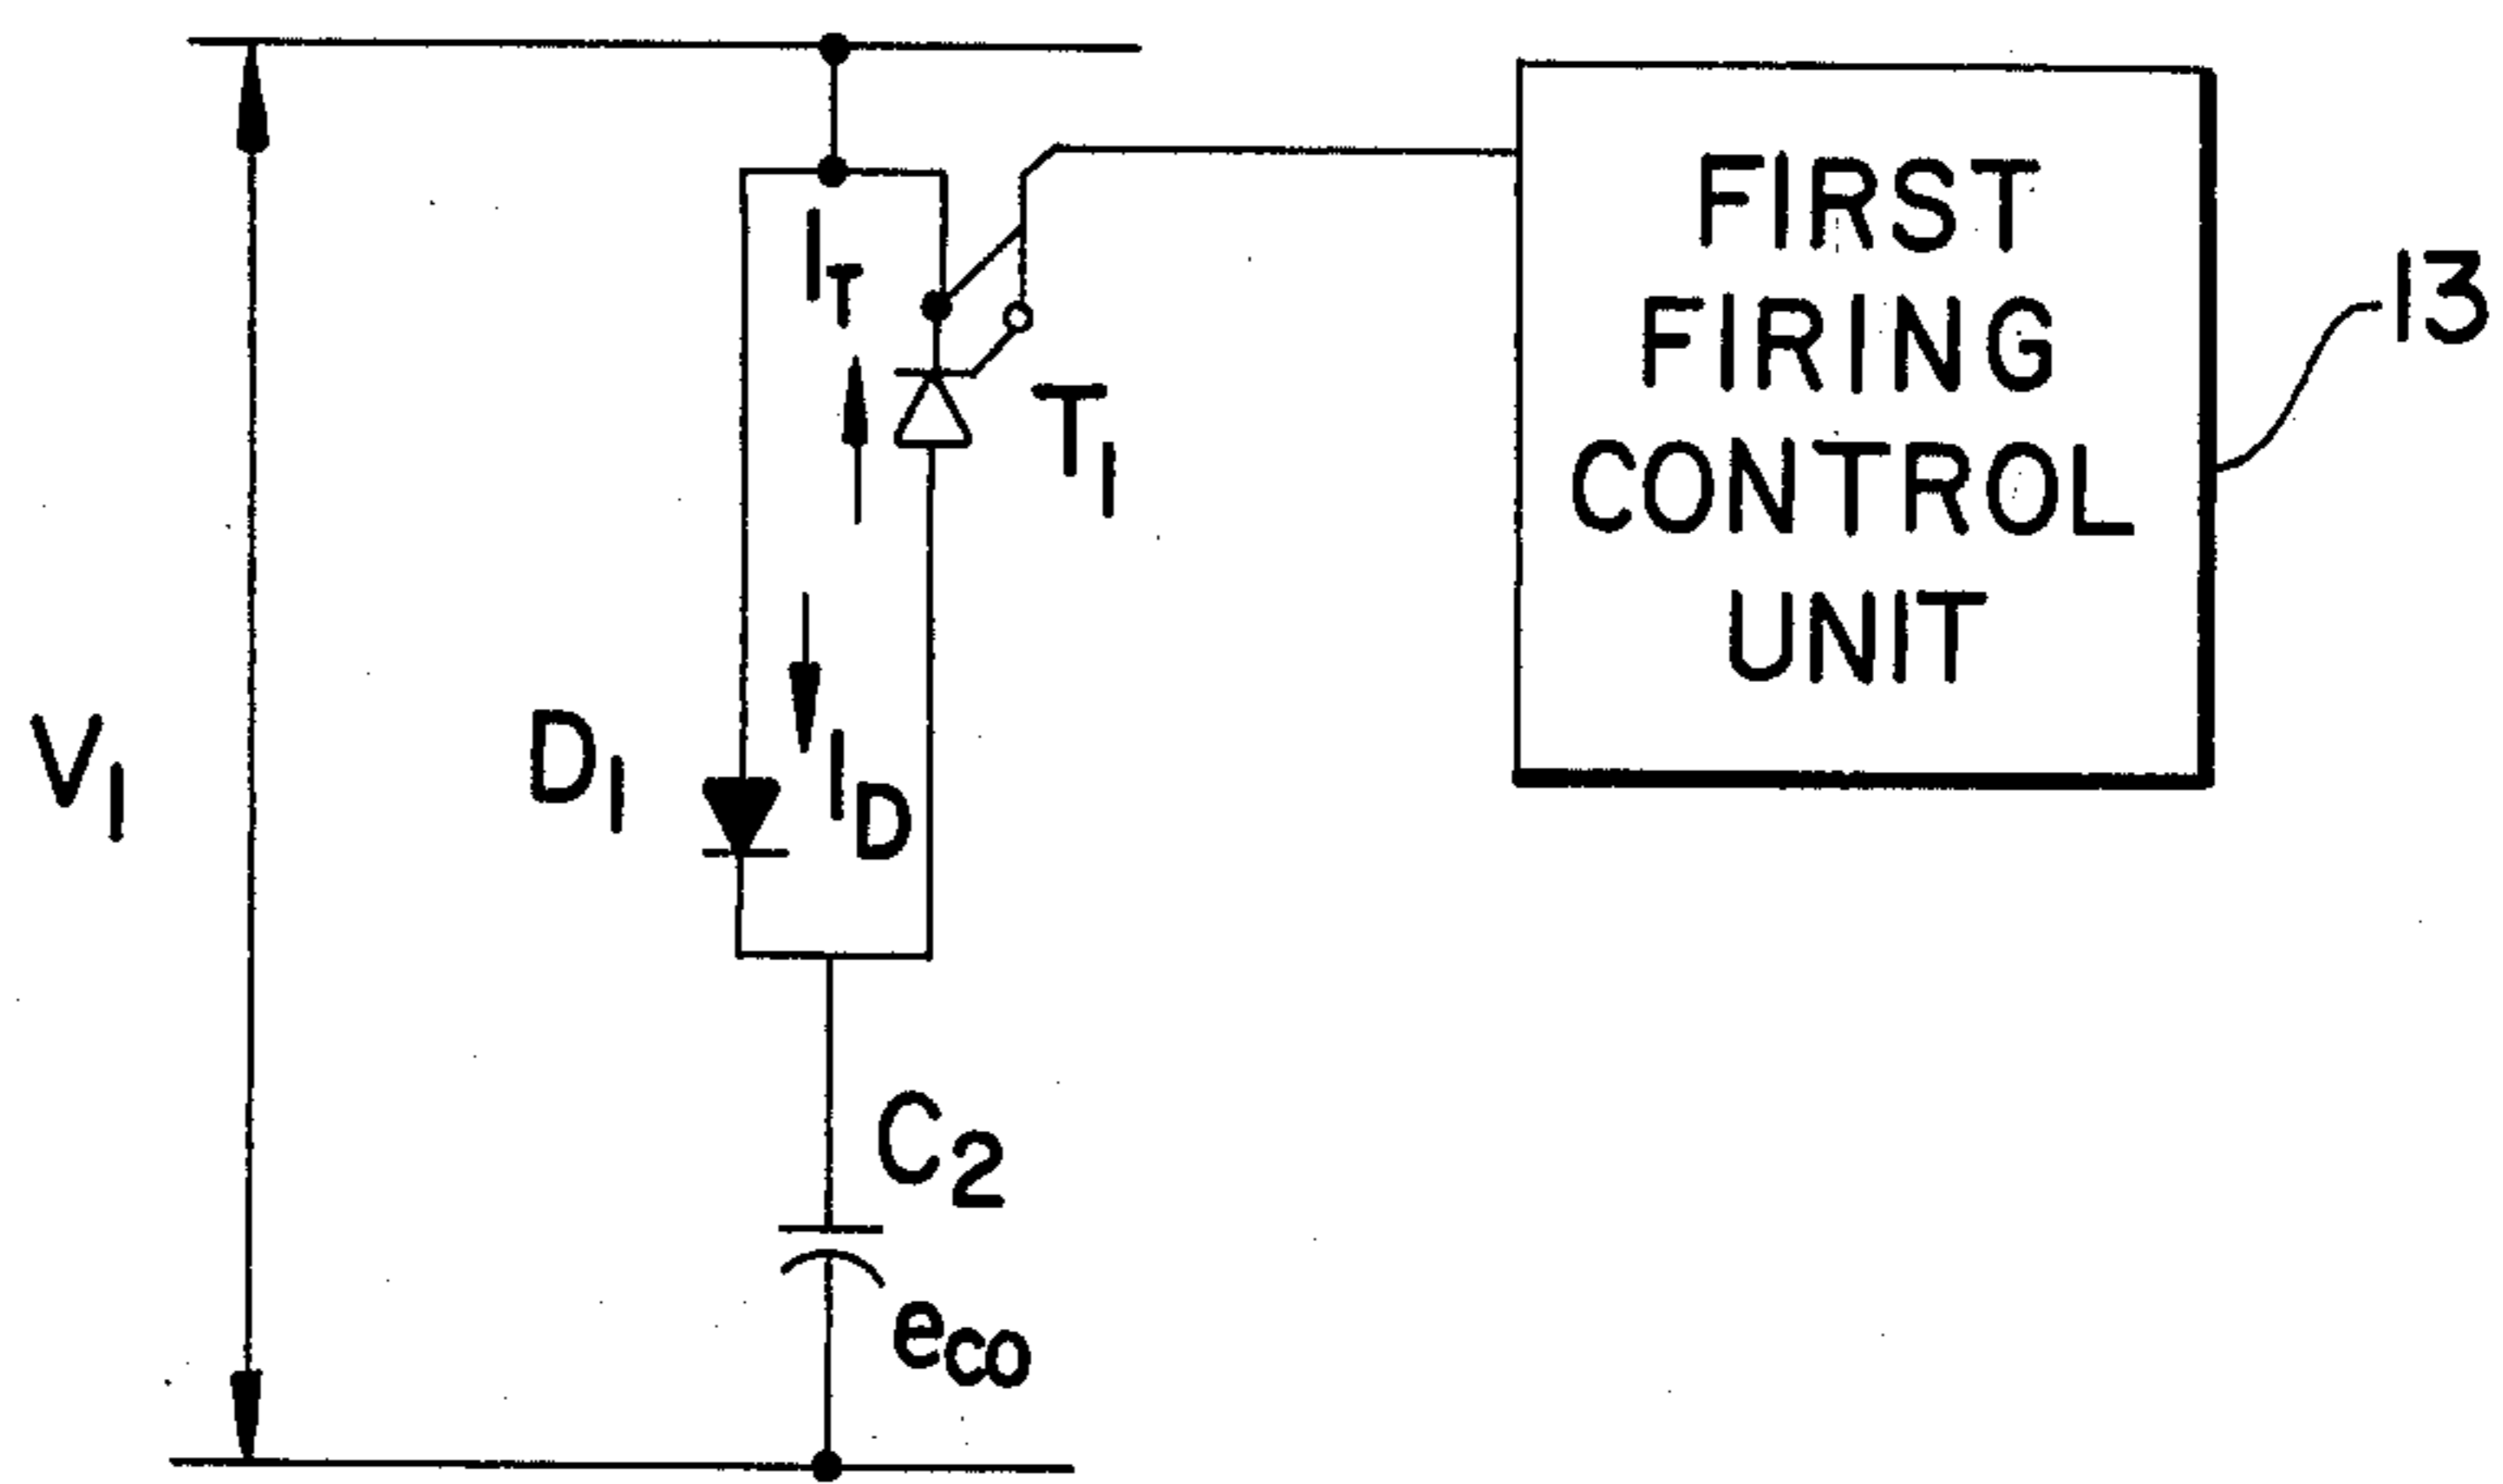 FIRST
FIRING
CONTROL
UNIT
13
I_T
T_1
V_1
D_1
I_D
C_2
e_co